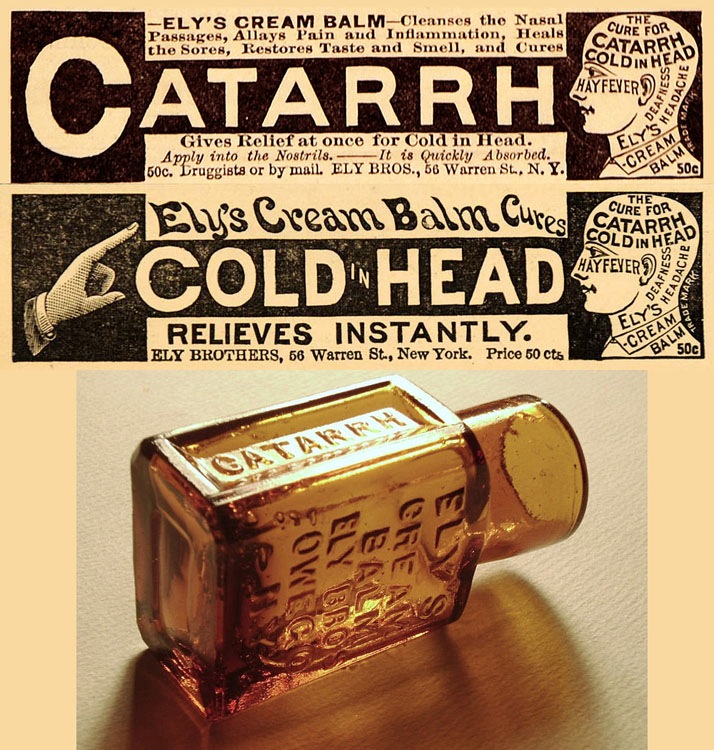 —ELY'S CREAM BALM—Cleanses the Nasal
Passages, Allays Pain and Inflammation, Heals
the Sores, Restores Taste and Smell, and Cures
CATARRH
Gives Relief at once for Cold in Head.
Apply into the Nostrils.——It is Quickly Absorbed.
50c. Druggists or by mail. ELY BROS., 56 Warren St., N. Y.
THE
CURE FOR
CATARRH
COLD IN HEAD
HAYFEVER
DEAFNESS
HEADACHE
ELY'S
CREAM
BALM
TRADE MARK
50c
Ely's Cream Balm Cures
COLD IN HEAD
RELIEVES INSTANTLY.
ELY BROTHERS, 56 Warren St., New York. Price 50 cts
THE
CURE FOR
CATARRH
COLD IN HEAD
HAYFEVER
DEAFNESS
HEADACHE
ELY'S
CREAM
BALM
TRADE MARK
50c
CATARRH
ELY'S
CREAM
BALM
ELY BROS
OWEGO